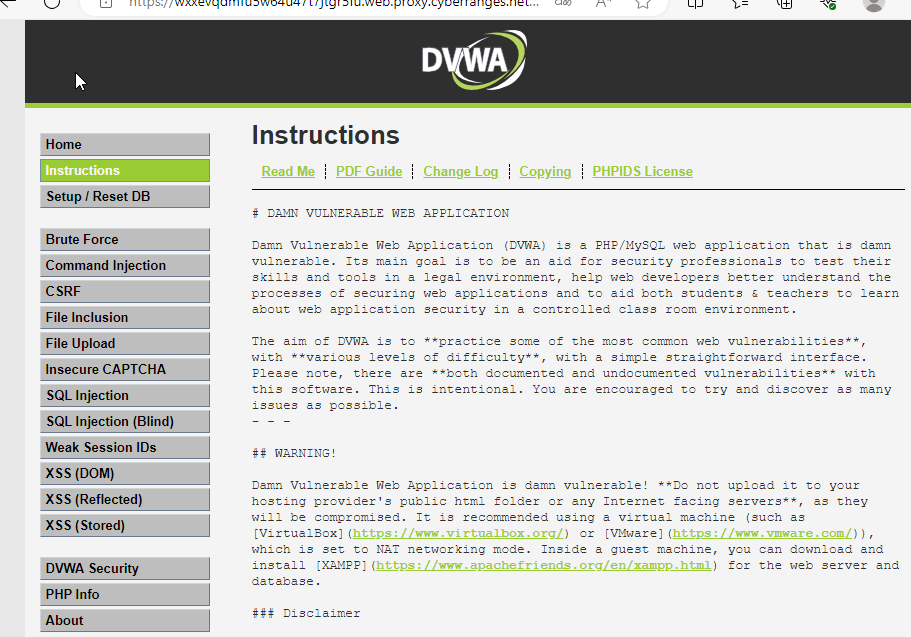 DVWA
Home
Instructions
Setup / Reset DB
Brute Force
Command Injection
CSRF
File Inclusion
File Upload
Insecure CAPTCHA
SQL Injection
SQL Injection (Blind)
Weak Session IDs
XSS (DOM)
XSS (Reflected)
XSS (Stored)
DVWA Security
PHP Info
About
Instructions
Read Me PDF Guide Change Log Copying PHPIDS License
# DAMN VULNERABLE WEB APPLICATION
Damn Vulnerable Web Application (DVWA) is a PHP/MySQL web application that is damn
vulnerable. Its main goal is to be an aid for security professionals to test their
skills and tools in a legal environment, help web developers better understand the
processes of securing web applications and to aid both students & teachers to learn
about web application security in a controlled class room environment.
The aim of DVWA is to **practice some of the most common web vulnerabilities**,
with **various levels of difficulty**, with a simple straightforward interface.
Please note, there are **both documented and undocumented vulnerabilities** with
this software. This is intentional. You are encouraged to try and discover as many
issues as possible.
- - -
## WARNING!
Damn Vulnerable Web Application is damn vulnerable! **Do not upload it to your
hosting provider's public html folder or any Internet facing servers**, as they
will be compromised. It is recommended using a virtual machine (such as
[VirtualBox](https://www.virtualbox.org/) or [VMware](https://www.vmware.com/)),
which is set to NAT networking mode. Inside a guest machine, you can download and
install [XAMPP](https://www.apachefriends.org/en/xampp.html) for the web server and
database.
### Disclaimer